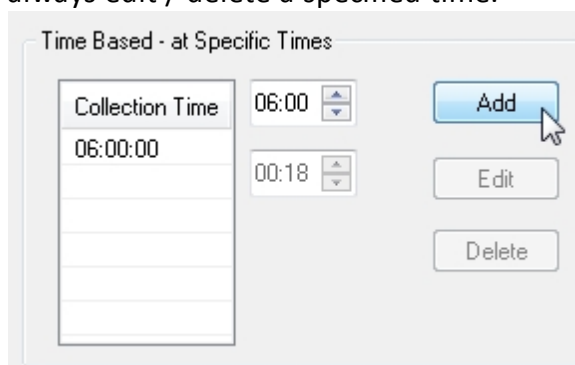 always edit / delete a specified time.
Time Based - at Specific Times
Collection Time
06:00:00
06:00
00:18
Add
Edit
Delete